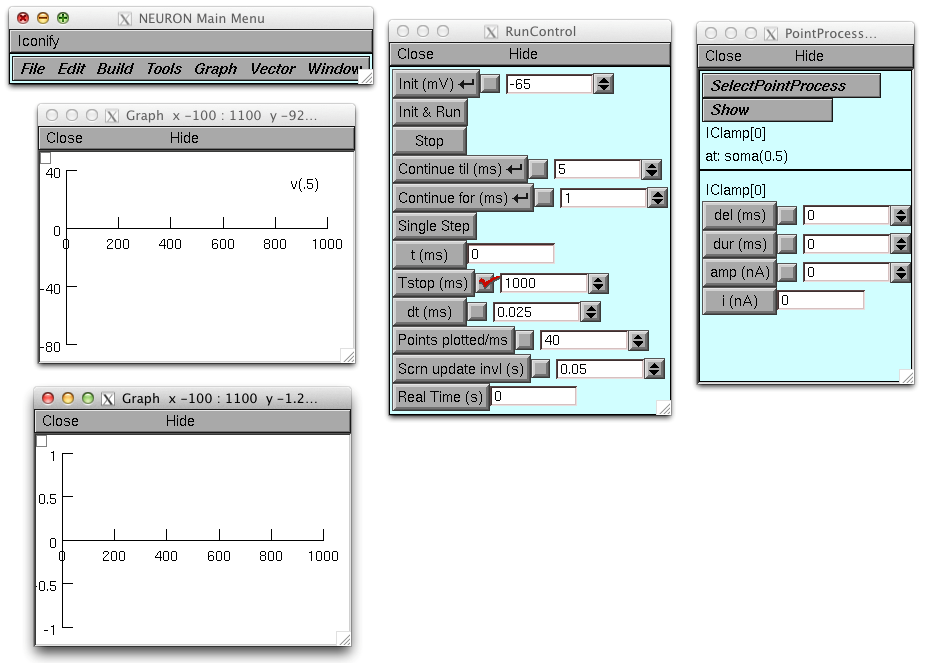 NEURON Main Menu
Iconify
File Edit Build Tools Graph Vector Window
Graph x -100 : 1100 y -92...
Close Hide
v(.5)
40
0
-40
-80
0 200 400 600 800 1000
Graph x -100 : 1100 y -1.2...
Close Hide
1
0.5
0
-0.5
-1
0 200 400 600 800 1000
RunControl
Close Hide
Init (mV) -65
Init & Run
Stop
Continue til (ms) 5
Continue for (ms) 1
Single Step
t (ms) 0
Tstop (ms) 1000
dt (ms) 0.025
Points plotted/ms 40
Scrn update invl (s) 0.05
Real Time (s) 0
PointProcess...
Close Hide
SelectPointProcess
Show
IClamp[0]
at: soma(0.5)
IClamp[0]
del (ms) 0
dur (ms) 0
amp (nA) 0
i (nA) 0